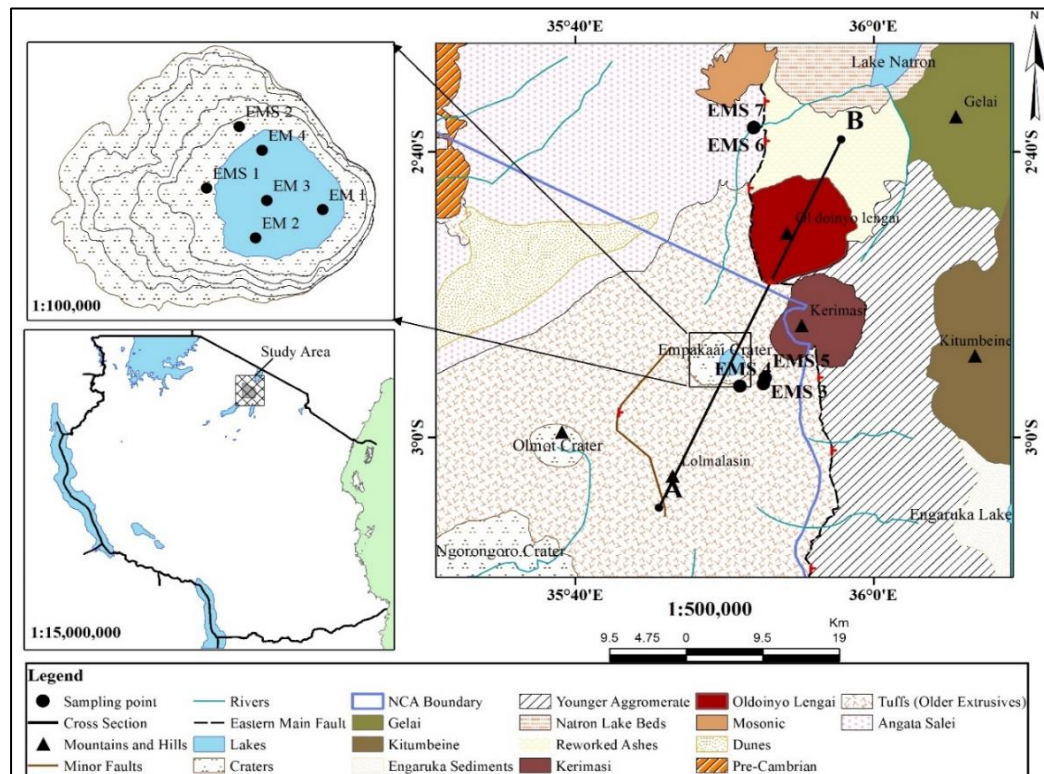 EMS 2
EM 4
EMS 1
EM 3
EM 1
EM 2
1:100,000
Study Area
1:15,000,000
35°40'E
36°0'E
N
Lake Natron
EMS 7
B
Gelai
2°40'S
2°40'S
EMS 6
Ol doinyo lengai
Kerimasi
Kitumbeine
Empakaai Crater
EMS 5
EMS 4
EMS 3
3°0'S
3°0'S
Olmot Crater
Lolmalasin
A
Engaruka Lake
Ngorongoro Crater
35°40'E
36°0'E
1:500,000
Km
9.5 4.75 0 9.5 19
Legend
Sampling point
Rivers
NCA Boundary
Younger Agglomerate
Oldoinyo Lengai
Tuffs (Older Extrusives)
Cross Section
Eastern Main Fault
Gelai
Natron Lake Beds
Mosonic
Angata Salei
Mountains and Hills
Lakes
Kitumbeine
Reworked Ashes
Dunes
Minor Faults
Craters
Engaruka Sediments
Kerimasi
Pre-Cambrian